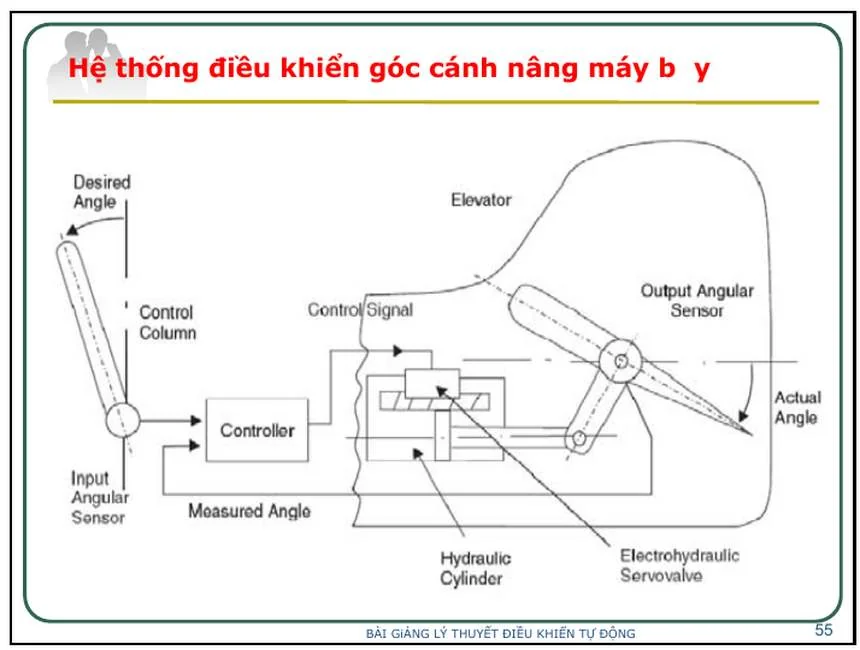 Hệ thống điều khiển góc cánh nâng máy b y
Desired
Angle
Elevator
Control
Column
Control Signal
Output Angular
Sensor
Actual
Angle
Controller
Input
Angular
Sensor
Measured Angle
Hydraulic
Cylinder
Electrohydraulic
Servovalve
BÀI GiẢNG LÝ THUYẾT ĐIỀU KHIỂN TỰ ĐỘNG
55